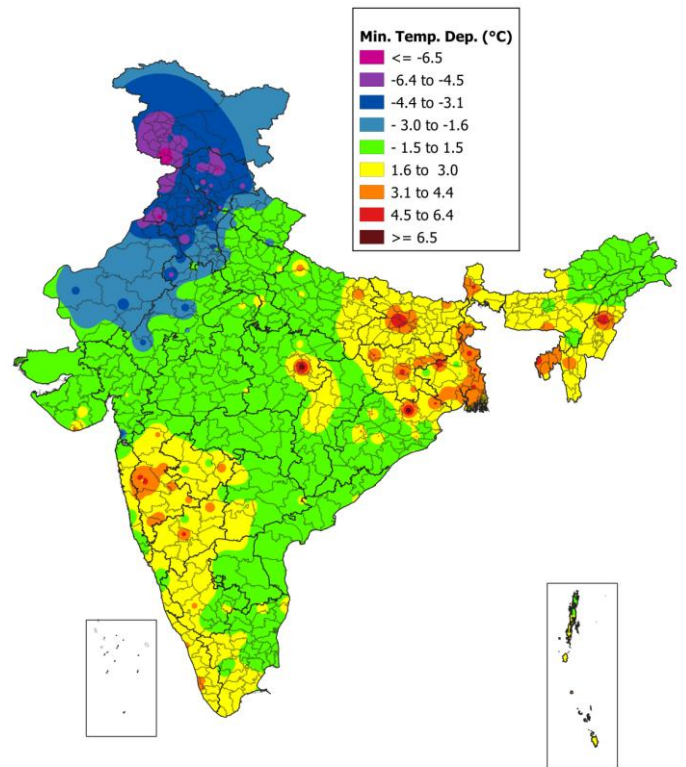 Min. Temp. Dep. (°C)
<= -6.5
-6.4 to -4.5
-4.4 to -3.1
- 3.0 to -1.6
- 1.5 to 1.5
1.6 to 3.0
3.1 to 4.4
4.5 to 6.4
>= 6.5